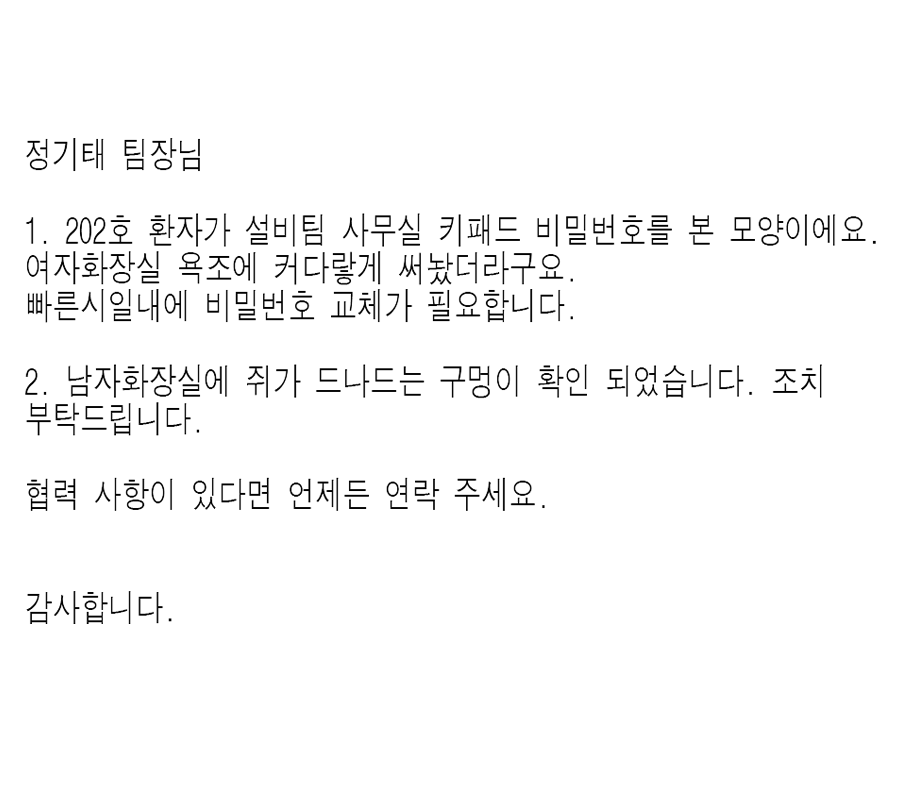 정기태 팀장님
1. 202호 환자가 설비팀 사무실 키패드 비밀번호를 본 모양이에요.
여자화장실 욕조에 커다랗게 써놨더라구요.
빠른시일내에 비밀번호 교체가 필요합니다.
2. 남자화장실에 쥐가 드나드는 구멍이 확인 되었습니다. 조치
부탁드립니다.
협력 사항이 있다면 언제든 연락 주세요.
감사합니다.